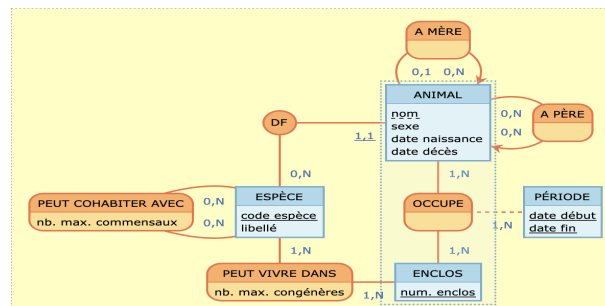 A MÈRE
0,1 0,N
ANIMAL
nom
sexe
date naissance
date décès
0,N
0,N
A PÈRE
DF
1,1
0,N
1,N
PEUT COHABITER AVEC
nb. max. commensaux
0,N
0,N
ESPÈCE
code espèce
libellé
OCCUPE
1,N
PÉRIODE
date début
date fin
1,N
1,N
PEUT VIVRE DANS
nb. max. congénères
1,N
ENCLOS
num. enclos